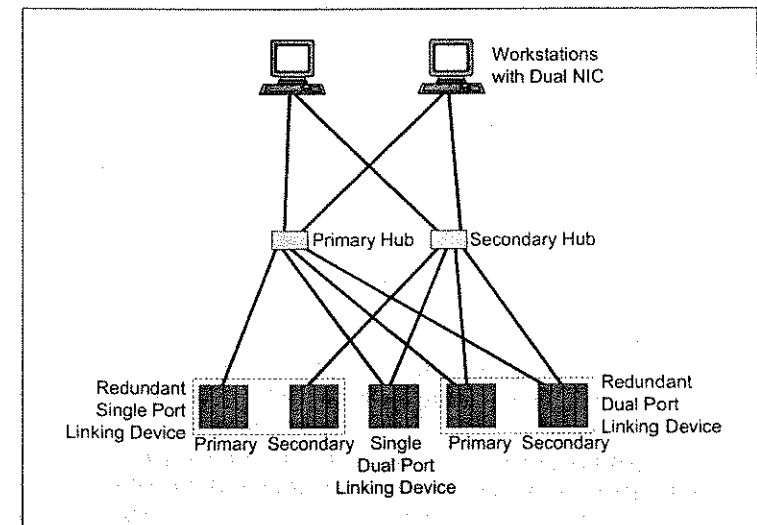 Workstations
with Dual NIC
Primary Hub
Secondary Hub
Redundant
Single Port
Linking Device
Primary
Secondary
Single
Dual Port
Linking Device
Primary
Secondary
Redundant
Dual Port
Linking Device